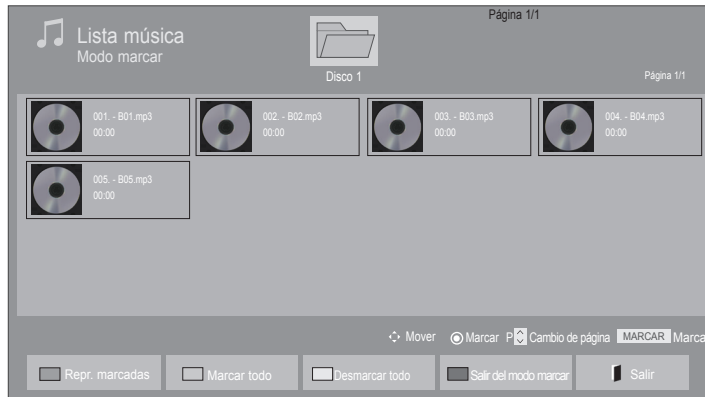 Página 1/1
Lista música
Modo marcar
Disco 1
Página 1/1
001. - B01.mp3
00:00
002. - B02.mp3
00:00
003. - B03.mp3
00:00
004. - B04.mp3
00:00
005. - B05.mp3
00:00
Mover Marcar P Cambio de página MARCAR Marca
Repr. marcadas Marcar todo Desmarcar todo Salir del modo marcar Salir